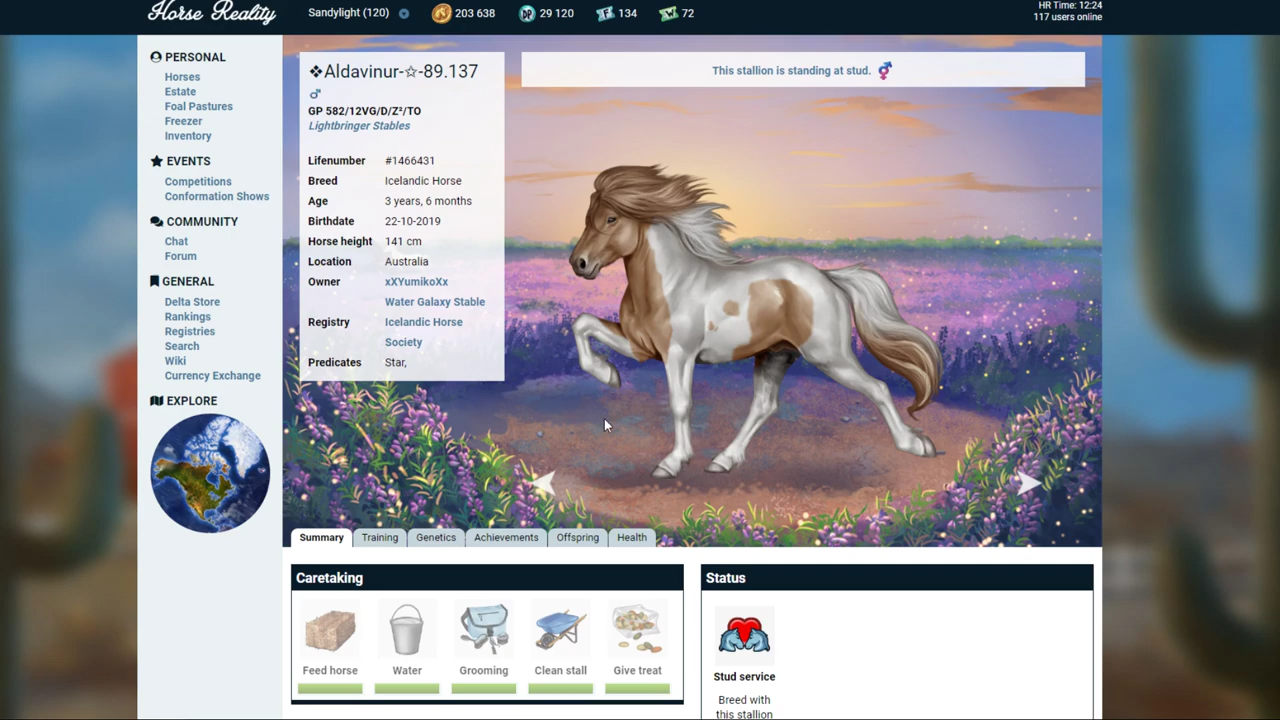 Horse Reality
Sandylight (120)
203 638
DP 29 120
134
72
HR Time: 12:24
117 users online
PERSONAL
Horses
Estate
Foal Pastures
Freezer
Inventory
EVENTS
Competitions
Conformation Shows
COMMUNITY
Chat
Forum
GENERAL
Delta Store
Rankings
Registries
Search
Wiki
Currency Exchange
EXPLORE
❖Aldavinur-☆-89.137
♂
GP 582/12VG/D/Z²/TO
Lightbringer Stables
Lifenumber #1466431
Breed Icelandic Horse
Age 3 years, 6 months
Birthdate 22-10-2019
Horse height 141 cm
Location Australia
Owner xXYumikoXx
Water Galaxy Stable
Registry Icelandic Horse
Society
Predicates Star,
This stallion is standing at stud.
Summary Training Genetics Achievements Offspring Health
Caretaking
Feed horse Water Grooming Clean stall Give treat
Status
Stud service
Breed with
this stallion